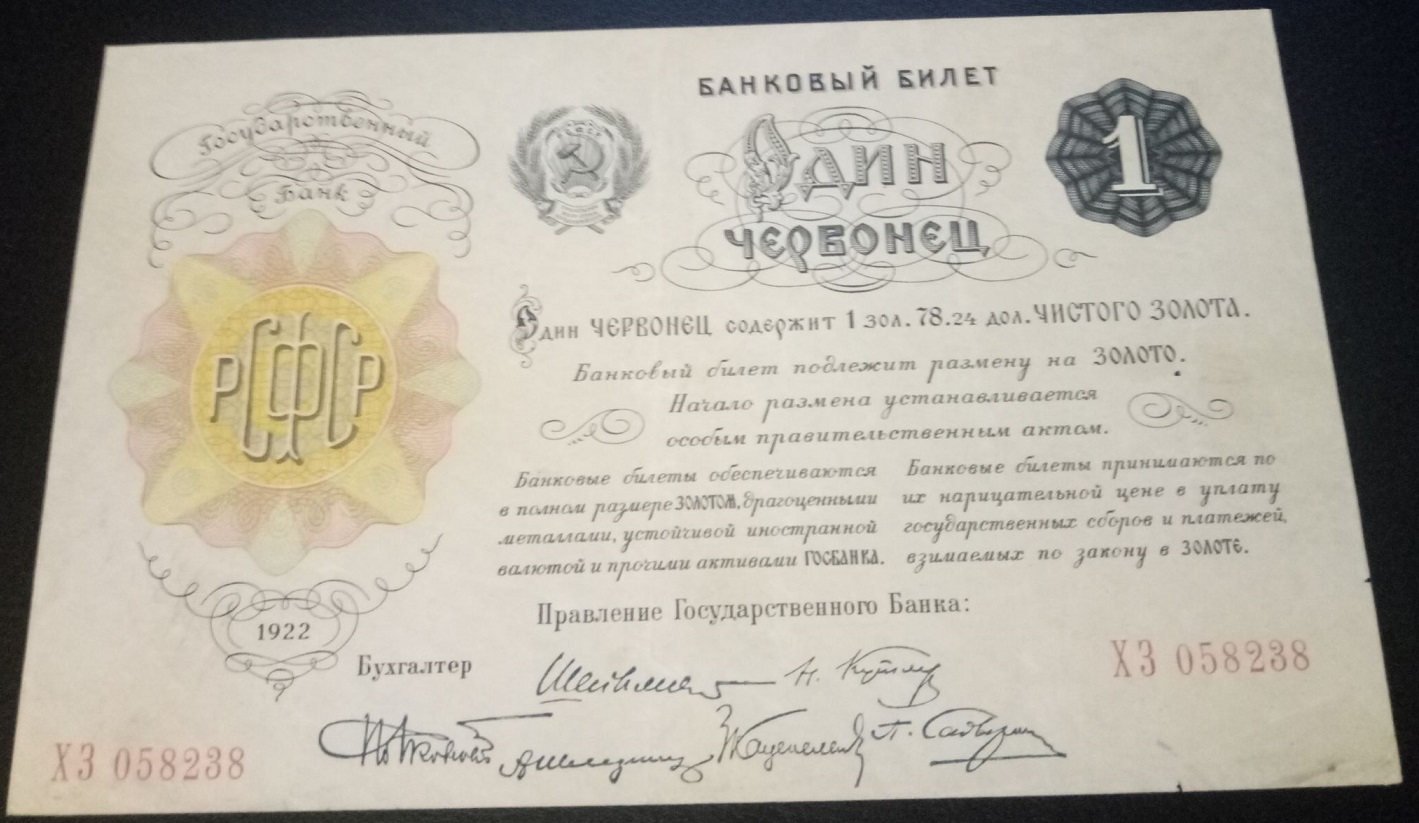 БАНКОВЫЙ БИЛЕТ
Государственный
Банк
ОДИН
ЧЕРВОНЕЦ
1
РСФСР
Один ЧЕРВОНЕЦ содержит 1 зол. 78.24 дол. ЧИСТОГО ЗОЛОТА.
Банковый билет подлежит размену на ЗОЛОТО.
Начало размена устанавливается
особым правительственным актом.
Банковые билеты обеспечиваются
в полном размере ЗОЛОТОМ, драгоценными
металлами, устойчивой иностранной
валютой и прочими активами ГОСБАНКА.
Банковые билеты принимаются по
их нарицательной цене в уплату
государственных сборов и платежей,
взимаемых по закону в ЗОЛОТЕ.
Правление Государственного Банка:
1922
Бухгалтер
ХЗ 058238
ХЗ 058238